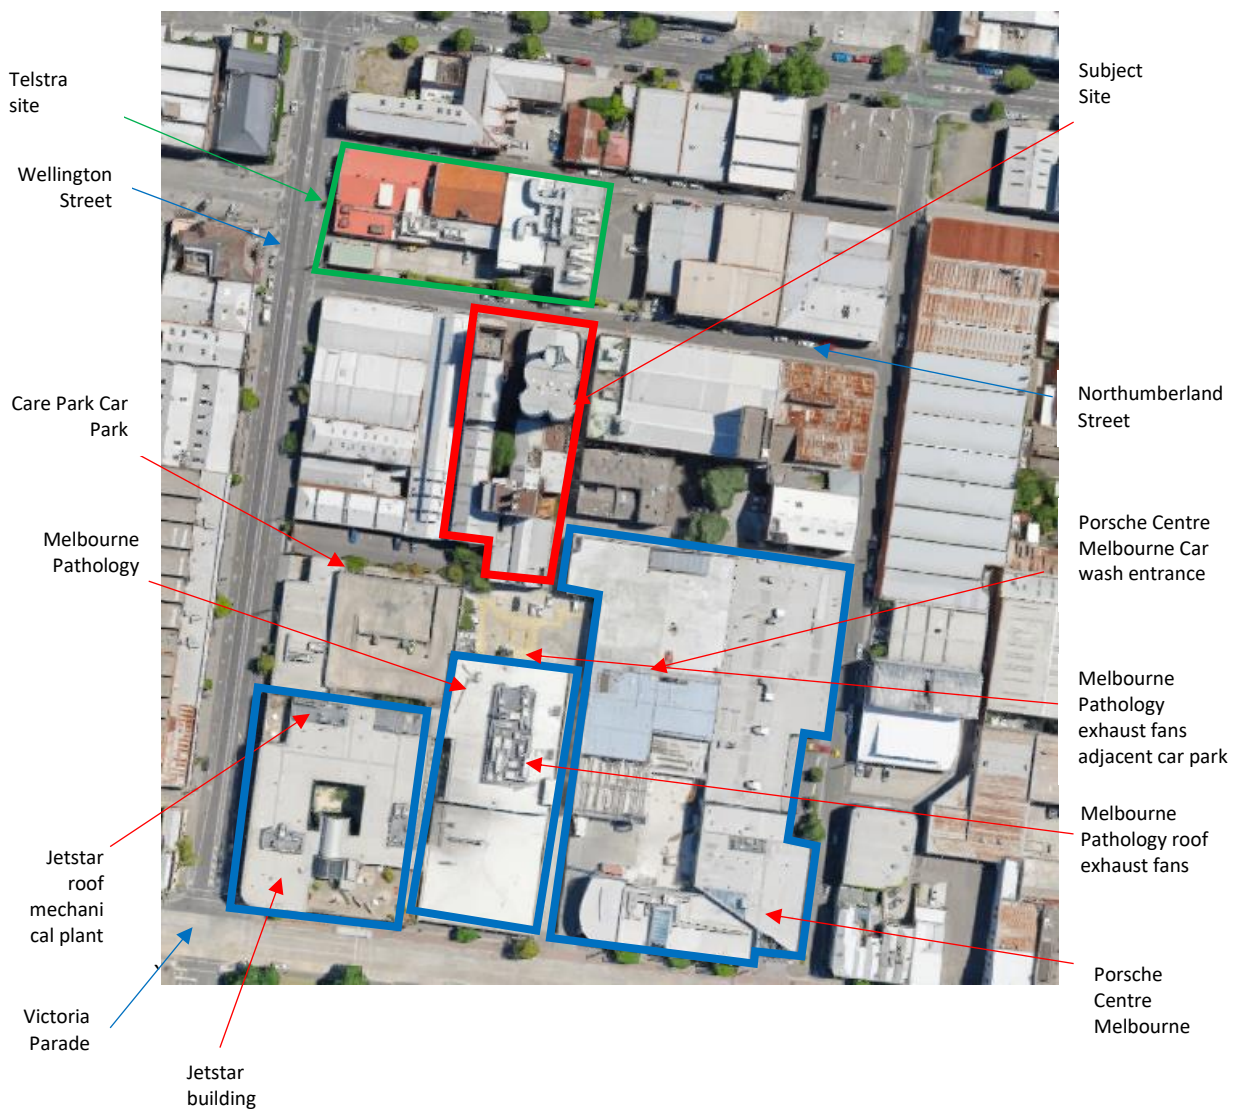 Telstra
site
Wellington
Street
Care Park Car
Park
Melbourne
Pathology
Jetstar
roof
mechani
cal plant
Victoria
Parade
Jetstar
building
Subject
Site
Northumberland
Street
Porsche Centre
Melbourne Car
wash entrance
Melbourne
Pathology
exhaust fans
adjacent car park
Melbourne
Pathology roof
exhaust fans
Porsche
Centre
Melbourne